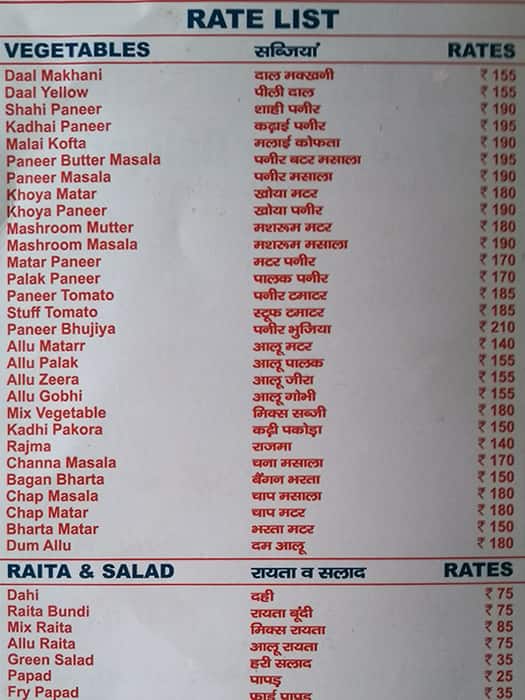 RATE LIST
VEGETABLES सब्जियां RATES
Daal Makhani दाल मक्खनी ₹ 155
Daal Yellow पीली दाल ₹ 155
Shahi Paneer शाही पनीर ₹ 190
Kadhai Paneer कढ़ाई पनीर ₹ 195
Malai Kofta मलाई कोफता ₹ 190
Paneer Butter Masala पनीर बटर मसाला ₹ 195
Paneer Masala पनीर मसाला ₹ 190
Khoya Matar खोया मटर ₹ 180
Khoya Paneer खोया पनीर ₹ 190
Mashroom Mutter मशरूम मटर ₹ 180
Mashroom Masala मशरूम मसाला ₹ 190
Matar Paneer मटर पनीर ₹ 170
Palak Paneer पालक पनीर ₹ 170
Paneer Tomato पनीर टमाटर ₹ 185
Stuff Tomato स्टूफ टमाटर ₹ 185
Paneer Bhujiya पनीर भुजिया ₹ 210
Allu Matarr आलू मटर ₹ 140
Allu Palak आलू पालक ₹ 155
Allu Zeera आलू जीरा ₹ 155
Allu Gobhi आलू गोभी ₹ 155
Mix Vegetable मिक्स सब्जी ₹ 180
Kadhi Pakora कढ़ी पकोड़ा ₹ 150
Rajma राजमा ₹ 140
Channa Masala चना मसाला ₹ 170
Bagan Bharta बैंगन भरता ₹ 150
Chap Masala चाप मसाला ₹ 180
Chap Matar चाप मटर ₹ 180
Bharta Matar भरता मटर ₹ 150
Dum Allu दम आलू ₹ 180
RAITA & SALAD रायता व सलाद RATES
Dahi दही ₹ 75
Raita Bundi रायता बूंदी ₹ 75
Mix Raita मिक्स रायता ₹ 85
Allu Raita आलू रायता ₹ 75
Green Salad हरी सलाद ₹ 35
Papad पापड़ ₹ 25
Fry Papad फ्राई पापड़ ₹ 35